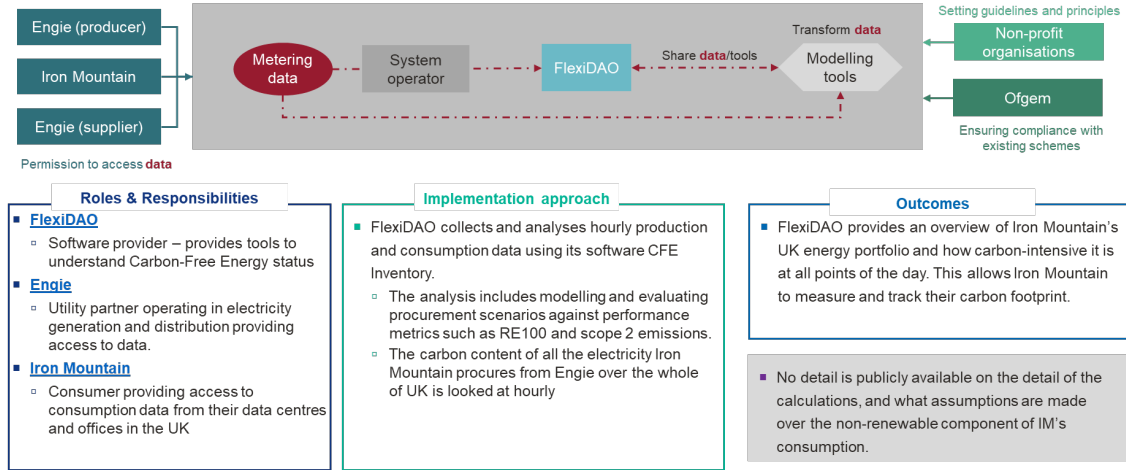 Engie (producer)
Iron Mountain
Engie (supplier)
Permission to access data
Metering
data
System
operator
FlexiDAO
Share data/tools
Transform data
Modelling
tools
Setting guidelines and principles
Non-profit
organisations
Ofgem
Ensuring compliance with
existing schemes
Roles & Responsibilities
▪ FlexiDAO
▫ Software provider – provides tools to
understand Carbon-Free Energy status
▪ Engie
▫ Utility partner operating in electricity
generation and distribution providing
access to data.
▪ Iron Mountain
▫ Consumer providing access to
consumption data from their data centres
and offices in the UK
Implementation approach
▪ FlexiDAO collects and analyses hourly production
and consumption data using its software CFE
Inventory.
▫ The analysis includes modelling and evaluating
procurement scenarios against performance
metrics such as RE100 and scope 2 emissions.
▫ The carbon content of all the electricity Iron
Mountain procures from Engie over the whole
of UK is looked at hourly
Outcomes
▪ FlexiDAO provides an overview of Iron Mountain's
UK energy portfolio and how carbon-intensive it is
at all points of the day. This allows Iron Mountain
to measure and track their carbon footprint.
▪ No detail is publicly available on the detail of the
calculations, and what assumptions are made
over the non-renewable component of IM's
consumption.